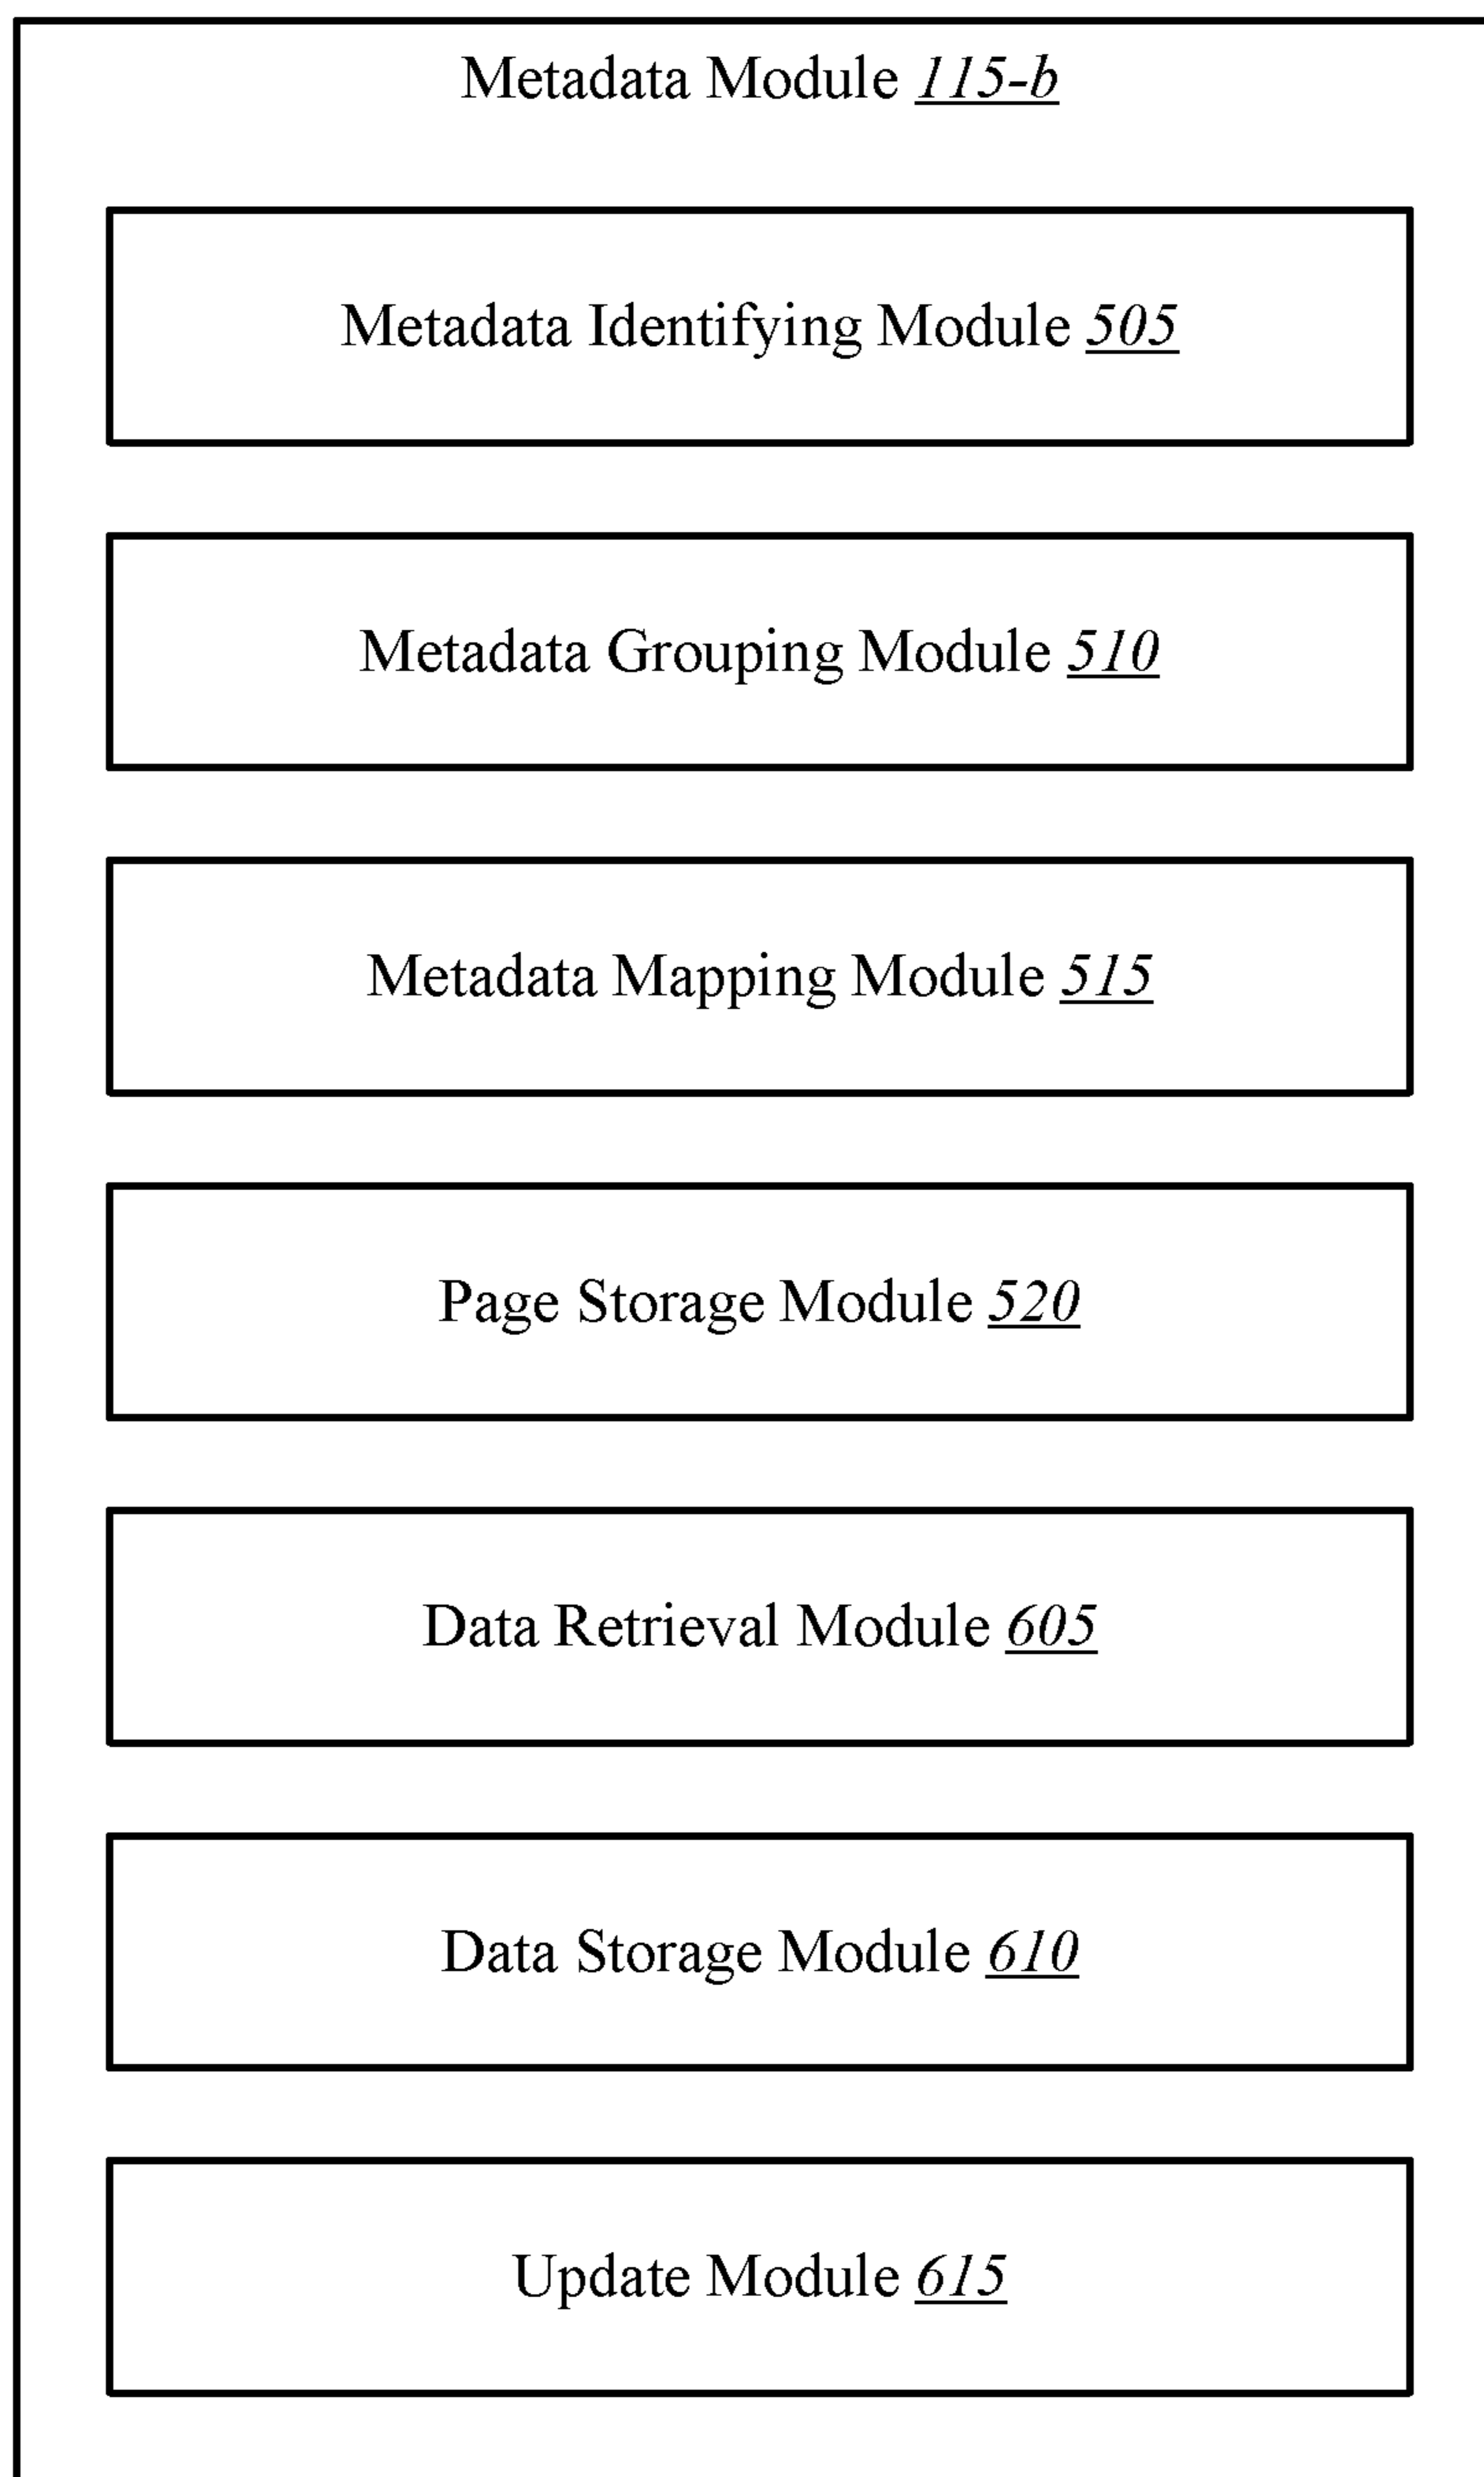 Metadata Module 115-b
Metadata Identifying Module 505
Metadata Grouping Module 510
Metadata Mapping Module 515
Page Storage Module 520
Data Retrieval Module 605
Data Storage Module 610
Update Module 615